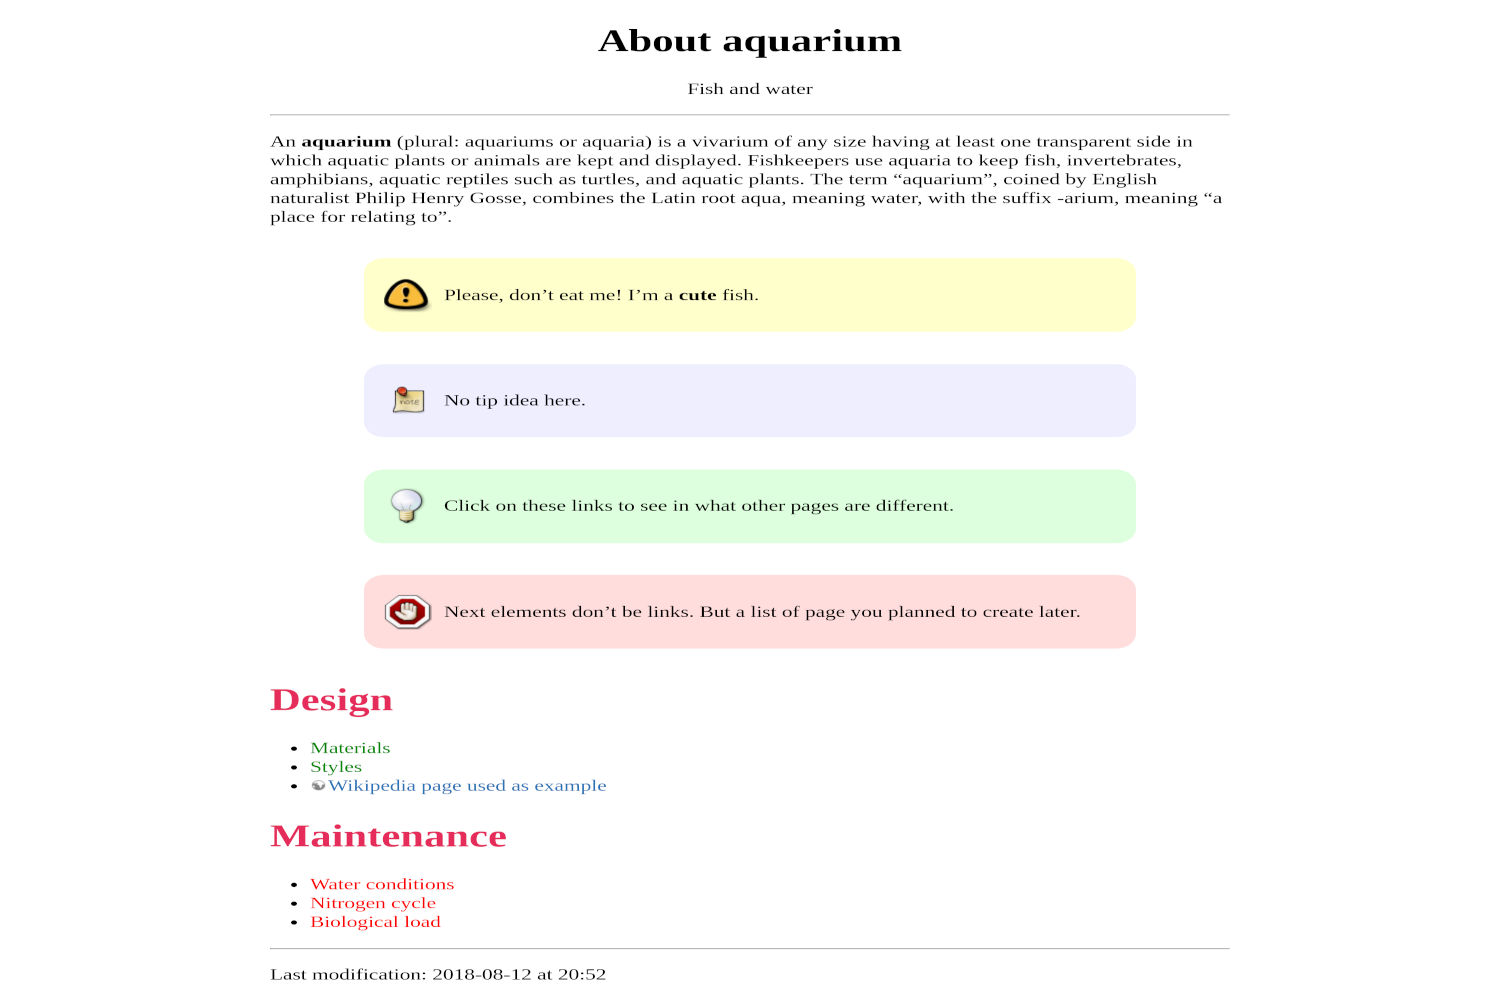 About aquarium
Fish and water
An aquarium (plural: aquariums or aquaria) is a vivarium of any size having at least one transparent side in
which aquatic plants or animals are kept and displayed. Fishkeepers use aquaria to keep fish, invertebrates,
amphibians, aquatic reptiles such as turtles, and aquatic plants. The term “aquarium”, coined by English
naturalist Philip Henry Gosse, combines the Latin root aqua, meaning water, with the suffix -arium, meaning “a
place for relating to”.
Please, don’t eat me! I’m a cute fish.
NOTE
No tip idea here.
Click on these links to see in what other pages are different.
Next elements don’t be links. But a list of page you planned to create later.
Design
Materials
Styles
Wikipedia page used as example
Maintenance
Water conditions
Nitrogen cycle
Biological load
Last modification: 2018-08-12 at 20:52